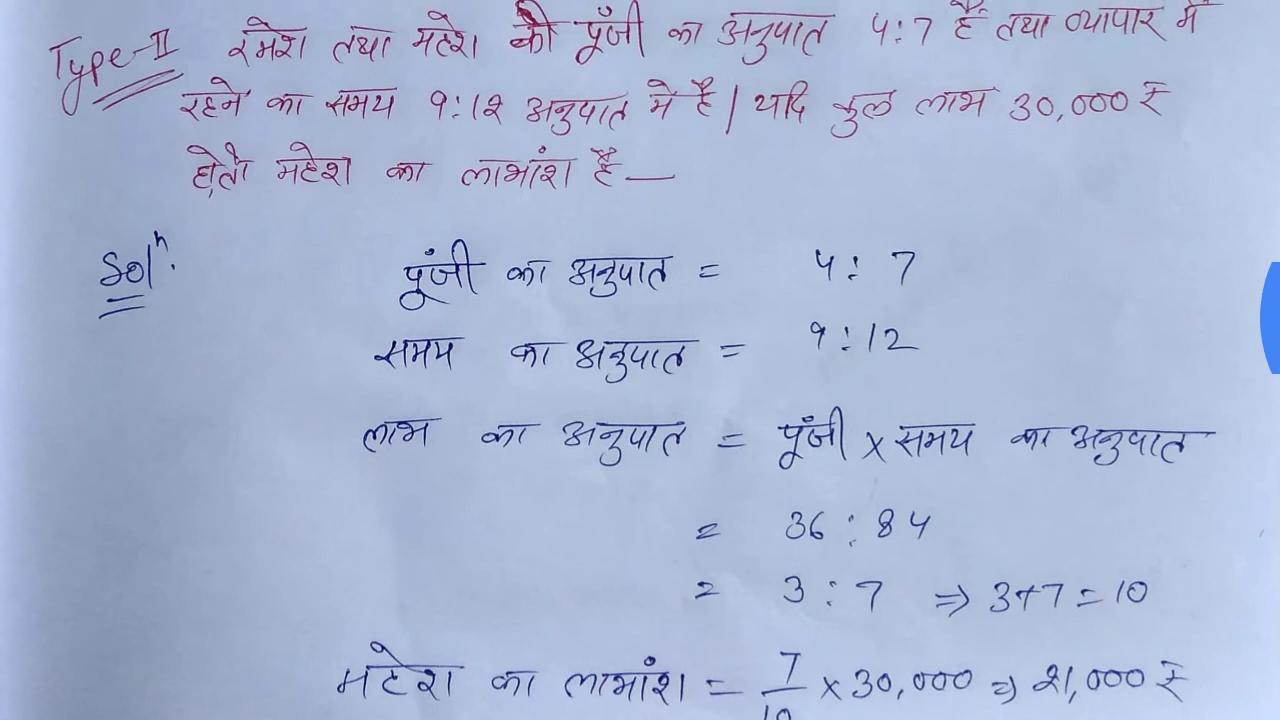 Type-II रमेश तथा महेश की पूँजी का अनुपात 4:7 है तथा व्यापार में
रहने का समय 9:12 अनुपात में है | यदि कुल लाभ 30,000 ₹
हो,तो महेश का लाभांश है —
Solⁿ. पूँजी का अनुपात = 4 : 7
समय का अनुपात = 9 : 12
लाभ का अनुपात = पूँजी × समय का अनुपात
= 36 : 84
= 3 : 7 ⇒ 3+7 = 10
महेश का लाभांश = 7/10 × 30,000 ⇒ 21,000 ₹